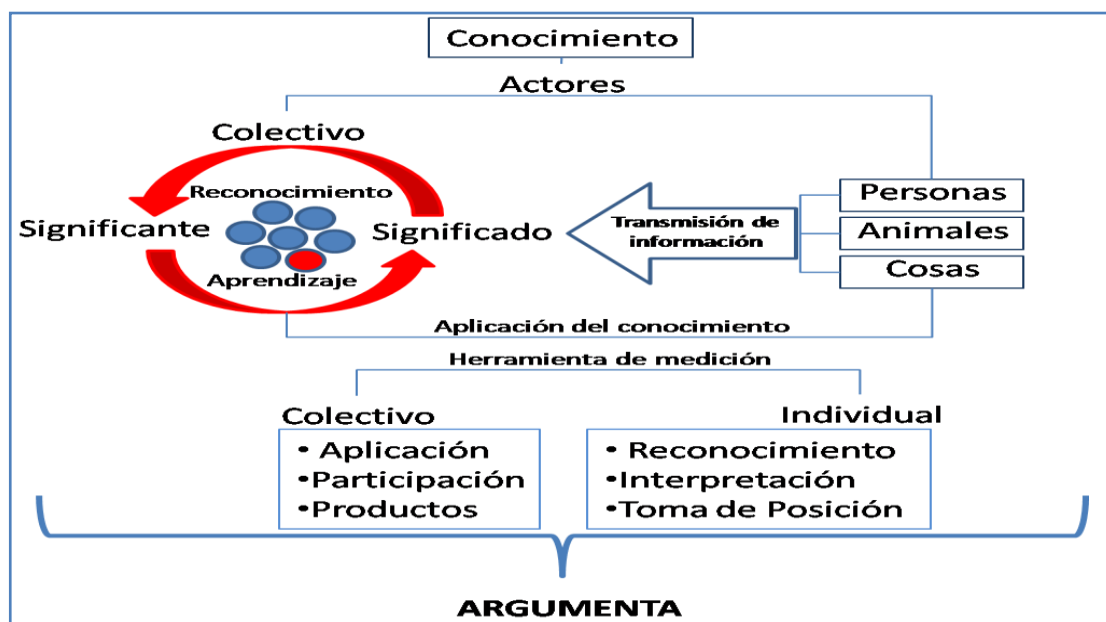 Conocimiento
Actores
Colectivo
Reconocimiento
Significante
Significado
Aprendizaje
Transmisión de
información
Personas
Animales
Cosas
Aplicación del conocimiento
Herramienta de medición
Colectivo
• Aplicación
•Participación
•Productos
Individual
• Reconocimiento
•Interpretación
•Toma de Posición
ARGUMENTA